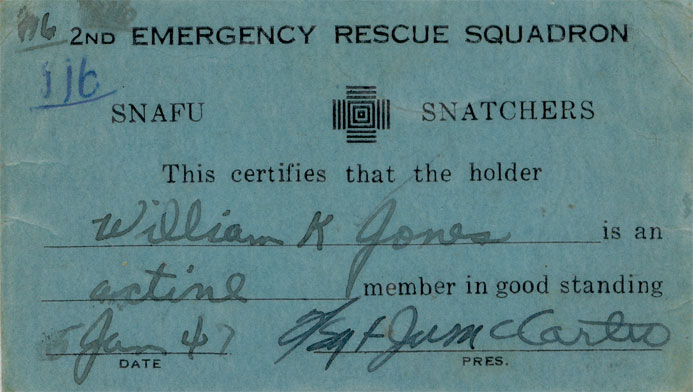 116
2ND EMERGENCY RESCUE SQUADRON
116
SNAFU SNATCHERS
This certifies that the holder
William K Jones is an
active member in good standing
Jan 47 T/Sgt
DATE PRES.